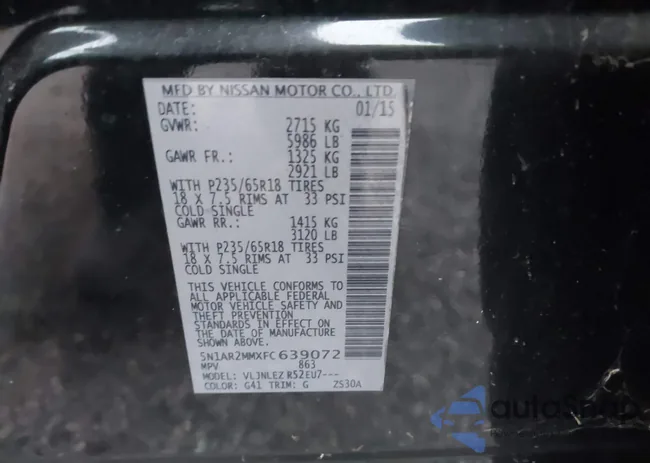 MFD BY NISSAN MOTOR CO., LTD.
DATE: 01/15
GVWR: 2715 KG
5986 LB
GAWR FR.: 1325 KG
2921 LB
WITH P235/65R18 TIRES
18 X 7.5 RIMS AT 33 PSI
COLD SINGLE
GAWR RR.: 1415 KG
3120 LB
WITH P235/65R18 TIRES
18 X 7.5 RIMS AT 33 PSI
COLD SINGLE
THIS VEHICLE CONFORMS TO
ALL APPLICABLE FEDERAL
MOTOR VEHICLE SAFETY AND
THEFT PREVENTION
STANDARDS IN EFFECT ON
THE DATE OF MANUFACTURE
SHOWN ABOVE.
5N1AR2MMXFC 639072
MPV 863
MODEL: VLJNLEZ R52EU7---
COLOR: G41 TRIM: G ZS30A
autoSnap